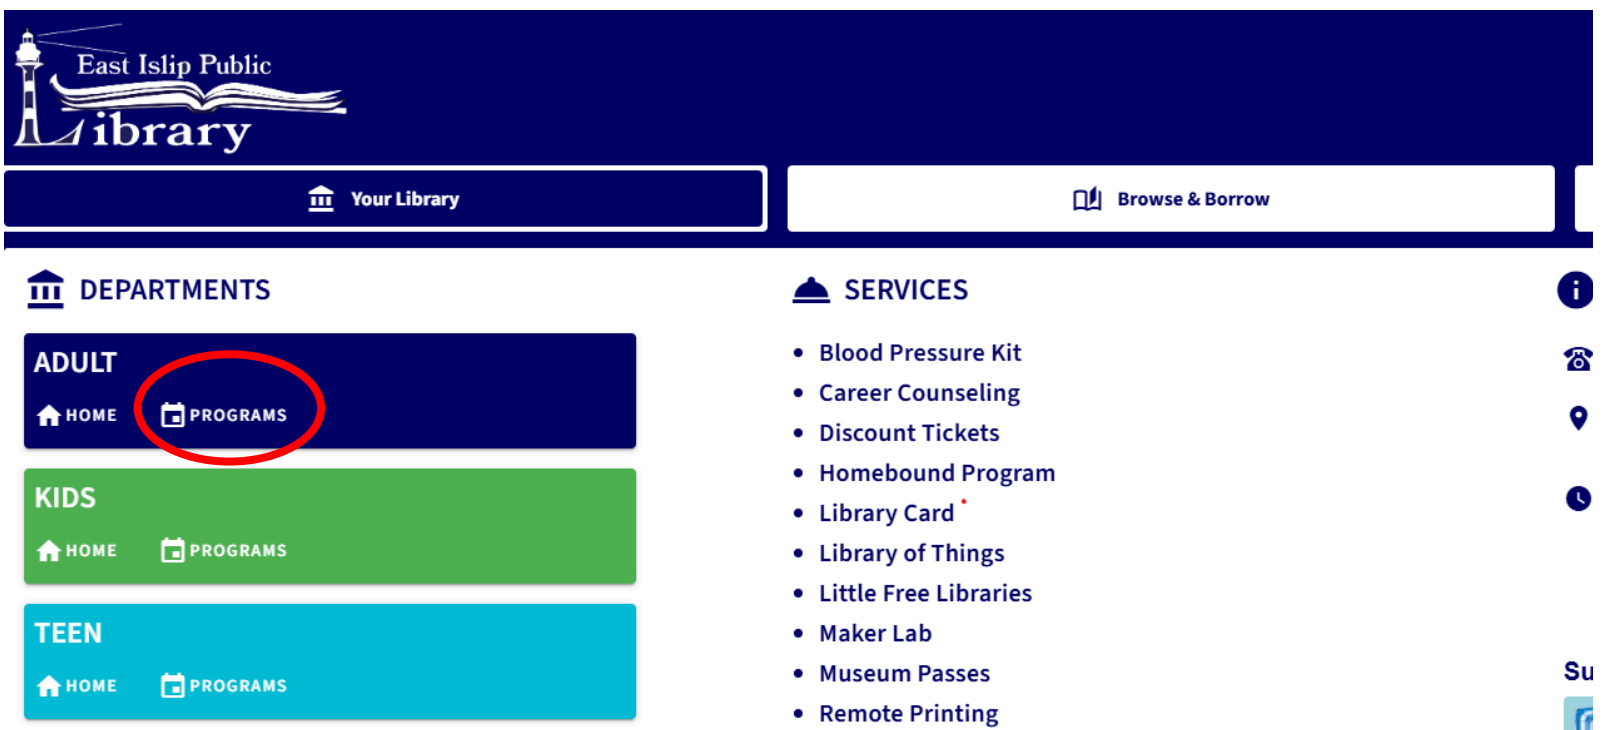 East Islip Public
Library
Your Library
Browse & Borrow
DEPARTMENTS
ADULT
HOME PROGRAMS
KIDS
HOME PROGRAMS
TEEN
HOME PROGRAMS
SERVICES
Blood Pressure Kit
Career Counseling
Discount Tickets
Homebound Program
Library Card
Library of Things
Little Free Libraries
Maker Lab
Museum Passes
Remote Printing
Su